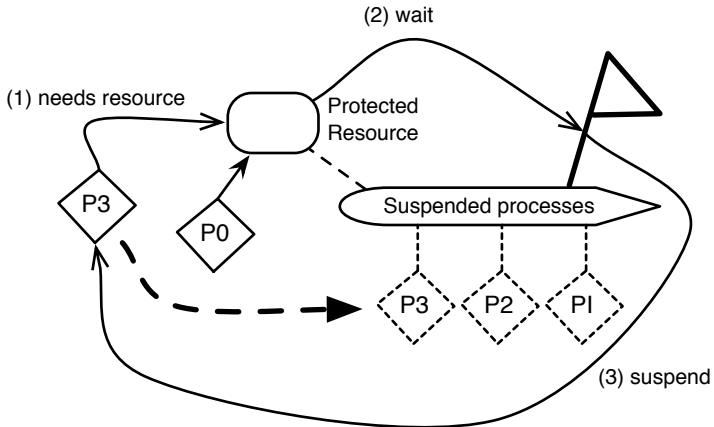 (2) wait
(1) needs resource
Protected
Resource
P3
P0
Suspended processes
P3
P2
PI
(3) suspend